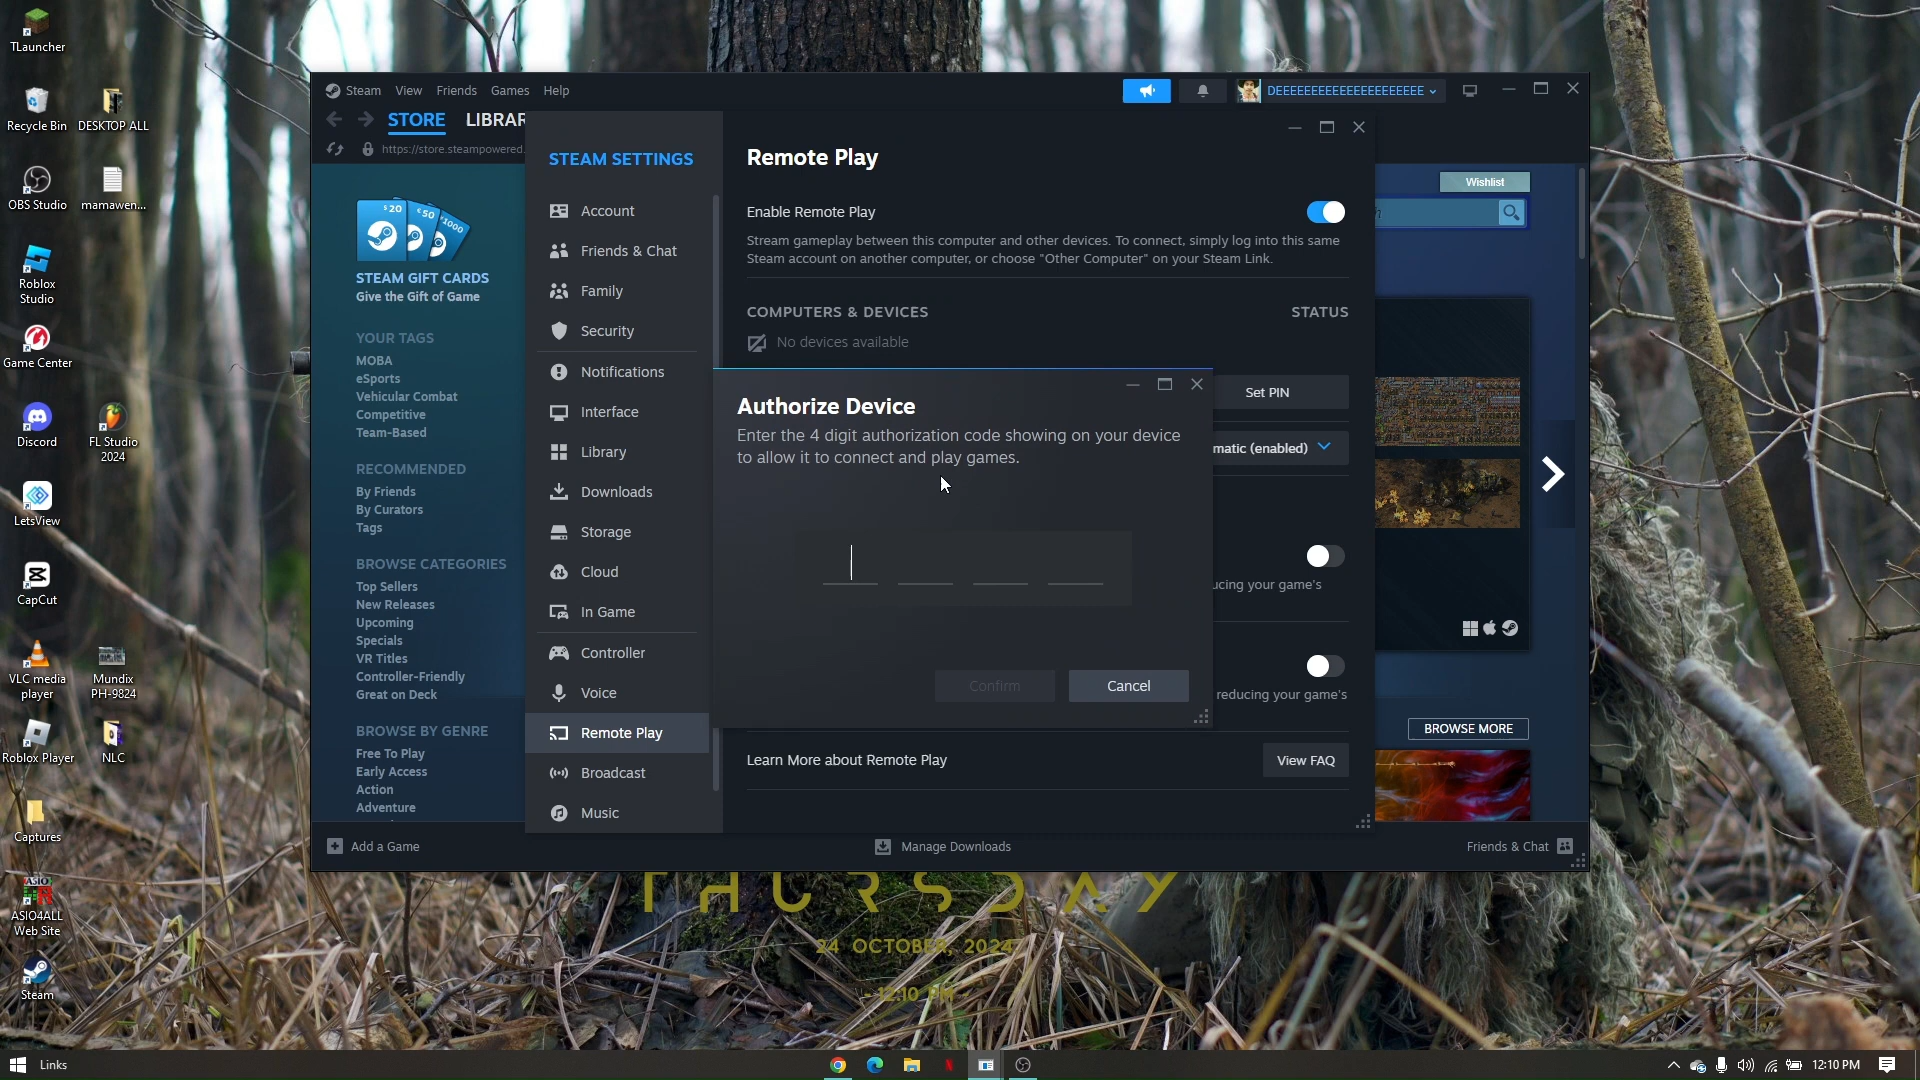 TLauncher
Recycle Bin
DESKTOP ALL
OBS Studio
mamawen...
Roblox
Studio
Game Center
Discord
FL Studio
2024
LetsView
CapCut
VLC media
player
Mundix
PH-9824
Roblox Player
NLC
Captures
ASIO
ASIO4ALL
Web Site
Steam
Steam
View
Friends
Games
Help
DEEEEEEEEEEEEEEEEEEEEE
STORE
LIBRAR
https://store.steampowered.
$20
€50
¥1000
STEAM GIFT CARDS
Give the Gift of Game
YOUR TAGS
MOBA
eSports
Vehicular Combat
Competitive
Team-Based
RECOMMENDED
By Friends
By Curators
Tags
BROWSE CATEGORIES
Top Sellers
New Releases
Upcoming
Specials
VR Titles
Controller-Friendly
Great on Deck
BROWSE BY GENRE
Free To Play
Early Access
Action
Adventure
STEAM SETTINGS
Account
Friends & Chat
Family
Security
Notifications
Interface
Library
Downloads
Storage
Cloud
In Game
Controller
Voice
Remote Play
Broadcast
Music
Remote Play
Enable Remote Play
Stream gameplay between this computer and other devices. To connect, simply log into this same
Steam account on another computer, or choose "Other Computer" on your Steam Link.
COMPUTERS & DEVICES
STATUS
No devices available
Set PIN
matic (enabled)
ucing your game's
reducing your game's
Learn More about Remote Play
View FAQ
Authorize Device
Enter the 4 digit authorization code showing on your device
to allow it to connect and play games.
Confirm
Cancel
Wishlist
BROWSE MORE
Add a Game
Manage Downloads
Friends & Chat
THURSDAY
24 OCTOBER, 2024
- 12:10 PM -
Links
12:10 PM